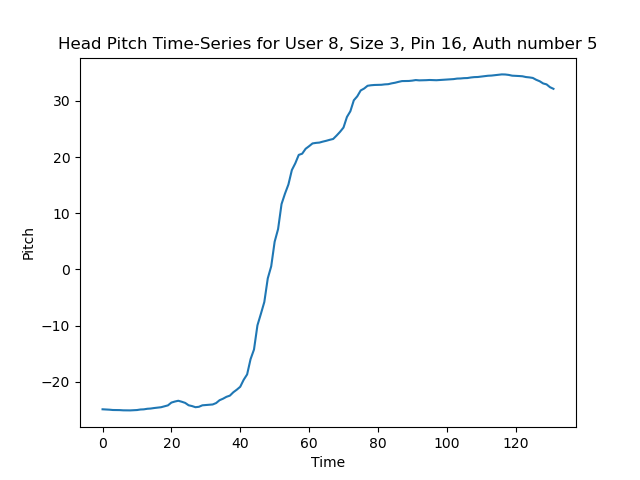 Head Pitch Time-Series for User 8, Size 3, Pin 16, Auth number 5
30
20
10
0
−10
−20
Pitch
0 20 40 60 80 100 120
Time